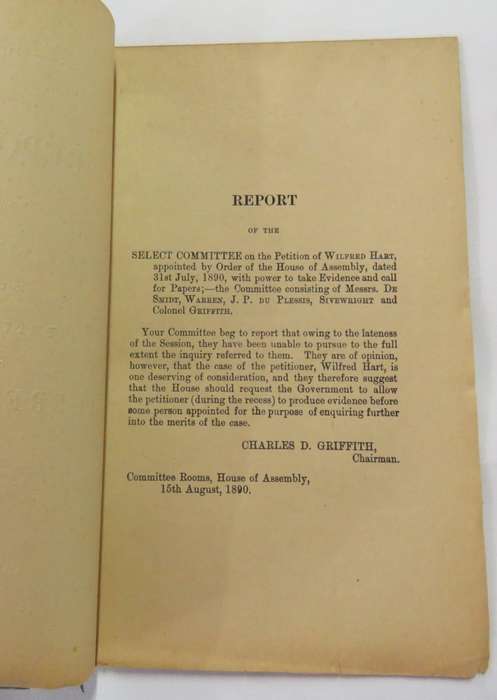 REPORT
OF THE
SELECT COMMITTEE on the Petition of WILFRED HART,
appointed by Order of the House of Assembly, dated
31st July, 1890, with power to take Evidence and call
for Papers;—the Committee consisting of Messrs. DE
SMIDT, WARREN, J. P. DU PLESSIS, SIVEWRIGHT and
Colonel GRIFFITH.
Your Committee beg to report that owing to the lateness
of the Session, they have been unable to pursue to the full
extent the inquiry referred to them. They are of opinion,
however, that the case of the petitioner, Wilfred Hart, is
one deserving of consideration, and they therefore suggest
that the House should request the Government to allow
the petitioner (during the recess) to produce evidence before
some person appointed for the purpose of enquiring further
into the merits of the case.
CHARLES D. GRIFFITH,
Chairman.
Committee Rooms, House of Assembly,
15th August, 1890.